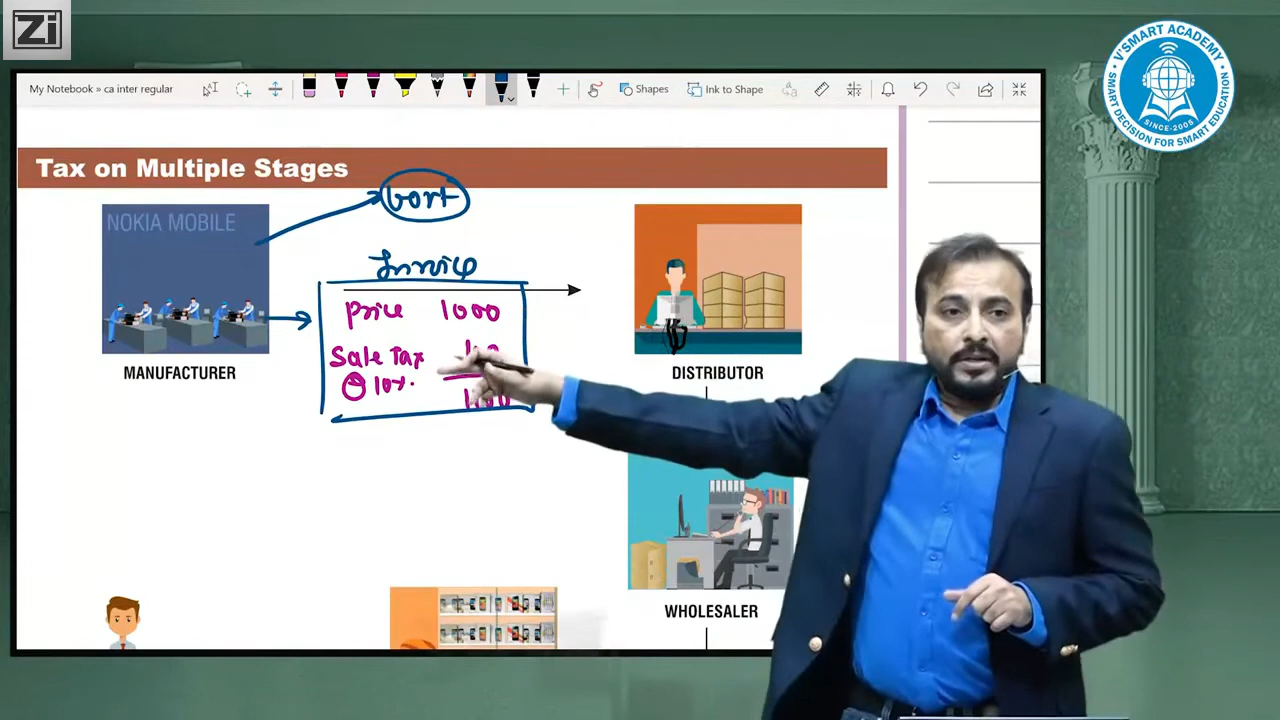 Zi
V'SMART ACADEMY
SMART DECISION FOR SMART EDUCATION
SINCE-2005
My Notebook » ca inter regular
Shapes
Ink to Shape
Tax on Multiple Stages
NOKIA MOBILE
Govt
Invoice
Price 1000
Sale Tax
@ 10%.
MANUFACTURER
DISTRIBUTOR
WHOLESALER